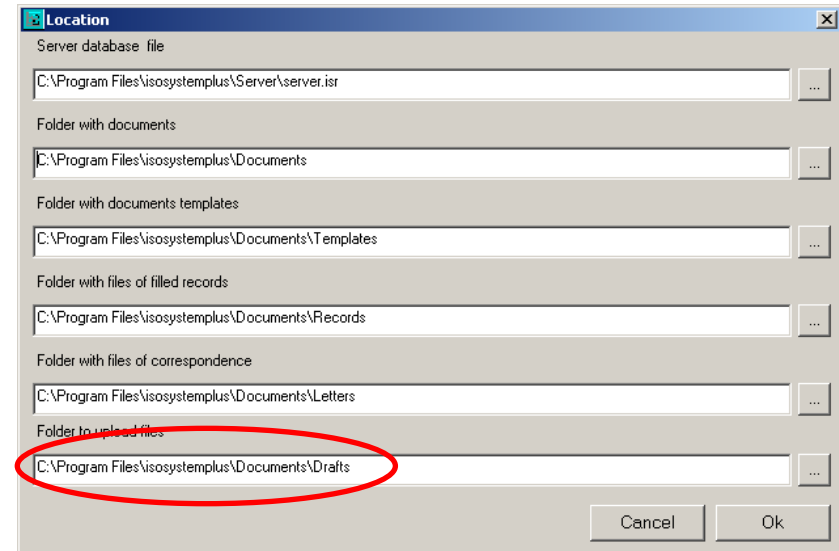 Location
Server database file
C:\Program Files\isosystemplus\Server\server.isr
...
Folder with documents
C:\Program Files\isosystemplus\Documents
...
Folder with documents templates
C:\Program Files\isosystemplus\Documents\Templates
...
Folder with files of filled records
C:\Program Files\isosystemplus\Documents\Records
...
Folder with files of correspondence
C:\Program Files\isosystemplus\Documents\Letters
...
Folder to upload files
C:\Program Files\isosystemplus\Documents\Drafts
...
Cancel Ok